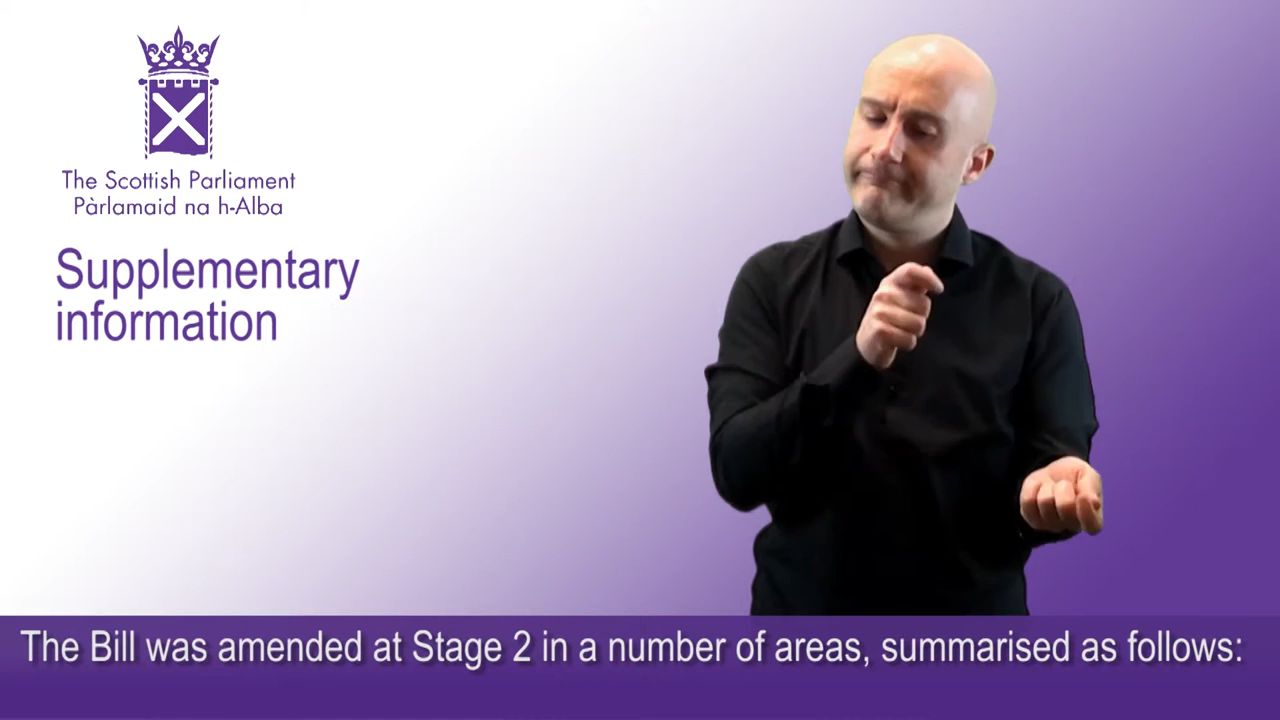 The Scottish Parliament
Pàrlamaid na h-Alba
Supplementary
information
The Bill was amended at Stage 2 in a number of areas, summarised as follows: